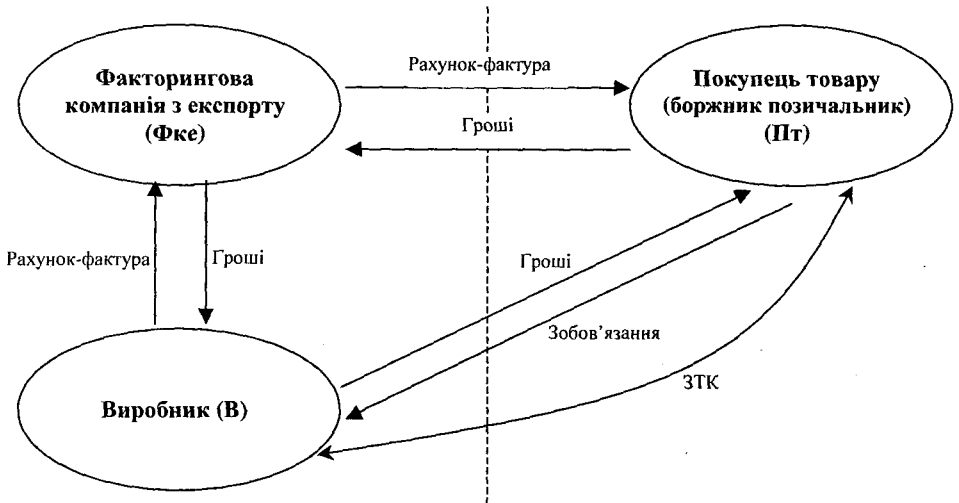 Факторингова
компанія з експорту
(Фке)
Рахунок-фактура
Гроші
Покупець товару
(боржник позичальник)
(Пт)
Рахунок-фактура
Гроші
Гроші
Зобов’язання
ЗТК
Виробник (В)